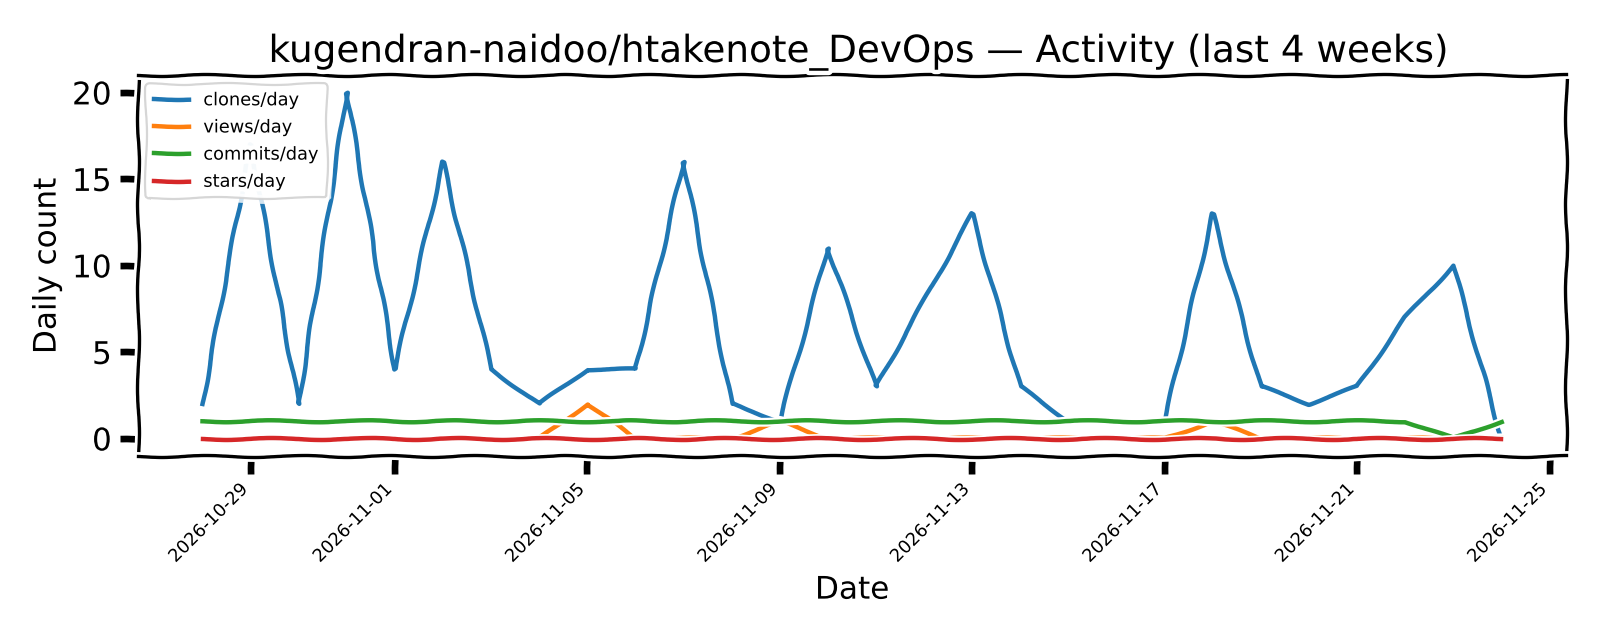 kugendran-naidoo/htakenote_DevOps — Activity (last 4 weeks)
clones/day
views/day
commits/day
stars/day
Daily count
20
15
10
5
0
2026-10-29
2026-11-01
2026-11-05
2026-11-09
2026-11-13
2026-11-17
2026-11-21
2026-11-25
Date